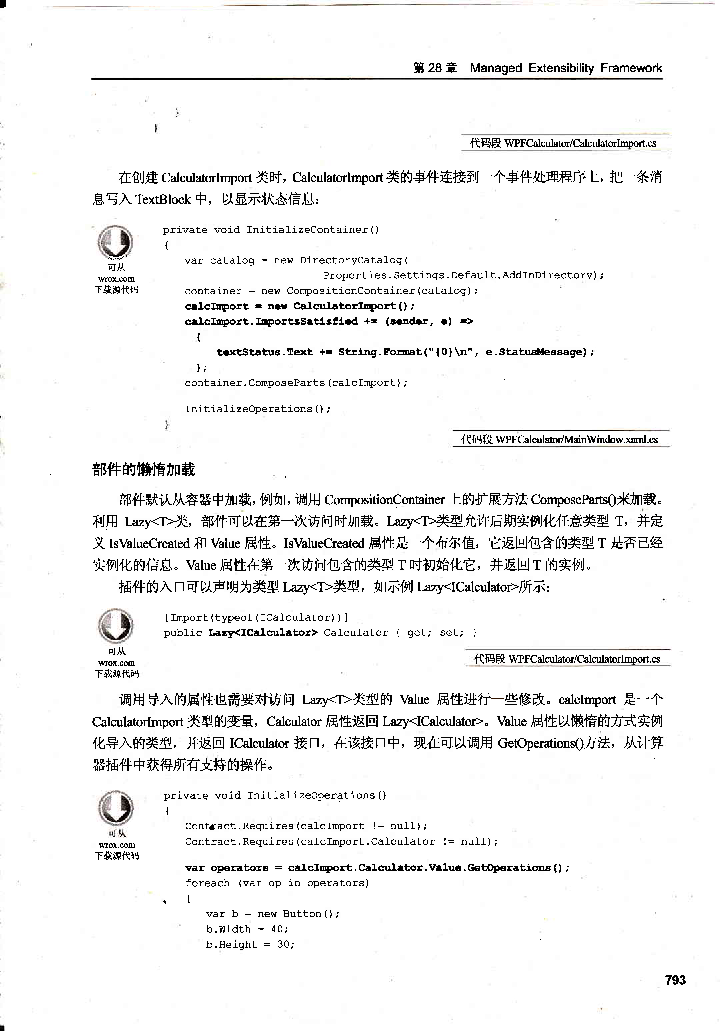 第 28 章 Managed Extensibility Framework
}
}
代码段 WPFCalculator/CalculatorImport.cs
在创建 CalculatorImport 类时，CalculatorImport 类的事件连接到一个事件处理程序上，把一条消
息写入 TextBlock 中，以显示状态信息：
private void InitializeContainer()
{
var catalog = new DirectoryCatalog(
Properties.Settings.Default.AddInDirectory);
container = new CompositionContainer(catalog);
calcImport = new CalculatorImport();
calcImport.ImportsSatisfied += (sender, e) =>
{
textStatus.Text += String.Format("{0}\n", e.StatusMessage);
};
container.ComposeParts(calcImport);
InitializeOperations();
}
可从
wrox.com
下载源代码
代码段 WPFCalculator/MainWindow.xaml.cs
部件的懒惰加载
部件默认从容器中加载，例如，调用 CompositionContainer 上的扩展方法 ComposeParts()来加载。
利用 Lazy<T>类，部件可以在第一次访问时加载。Lazy<T>类型允许后期实例化任意类型 T，并定
义 IsValueCreated 和 Value 属性。IsValueCreated 属性是一个布尔值，它返回包含的类型 T 是否已经
实例化的信息。Value 属性在第一次访问包含的类型 T 时初始化它，并返回 T 的实例。
插件的入口可以声明为类型 Lazy<T>类型，如示例 Lazy<ICalculator>所示：
[Import(typeof(ICalculator))]
public Lazy<ICalculator> Calculator { get; set; }
可从
wrox.com
下载源代码
代码段 WPFCalculator/CalculatorImport.cs
调用导入的属性也需要对访问 Lazy<T>类型的 Value 属性进行一些修改。calcImport 是一个
CalculatorImport 类型的变量，Calculator 属性返回 Lazy<ICalculator>。Value 属性以懒惰的方式实例
化导入的类型，并返回 ICalculator 接口，在该接口中，现在可以调用 GetOperations()方法，从计算
器插件中获得所有支持的操作。
private void InitializeOperations()
{
Contract.Requires(calcImport != null);
Contract.Requires(calcImport.Calculator != null);
var operators = calcImport.Calculator.Value.GetOperations();
foreach (var op in operators)
{
var b = new Button();
b.Width = 40;
b.Height = 30;
可从
wrox.com
下载源代码
793